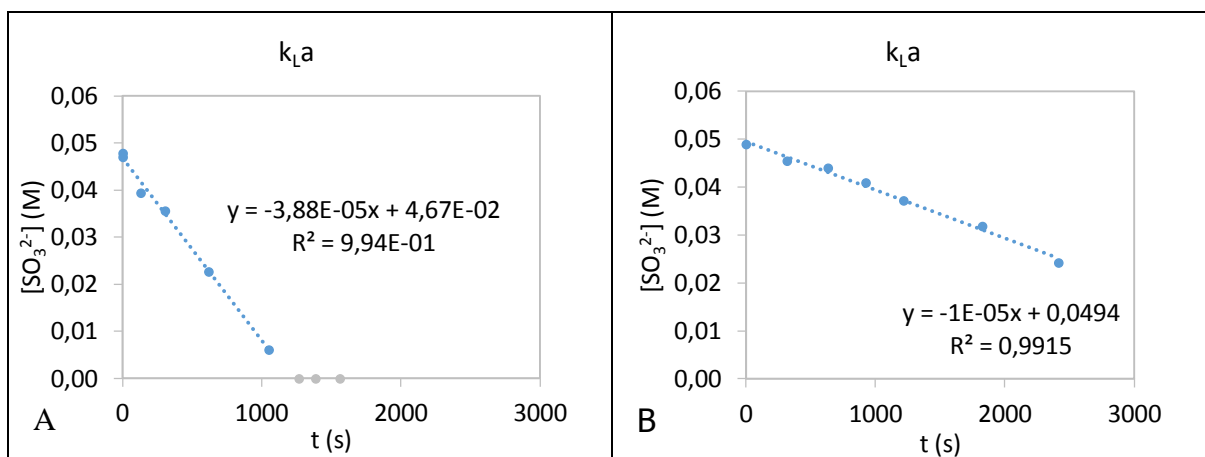 k_La
0,06
0,05
0,04
0,03
0,02
0,01
0,00
[SO₃²⁻] (M)
y = -3,88E-05x + 4,67E-02
R² = 9,94E-01
0 1000 2000 3000
t (s)
A
k_La
0,06
0,05
0,04
0,03
0,02
0,01
0,00
[SO₃²⁻] (M)
y = -1E-05x + 0,0494
R² = 0,9915
0 1000 2000 3000
t (s)
B